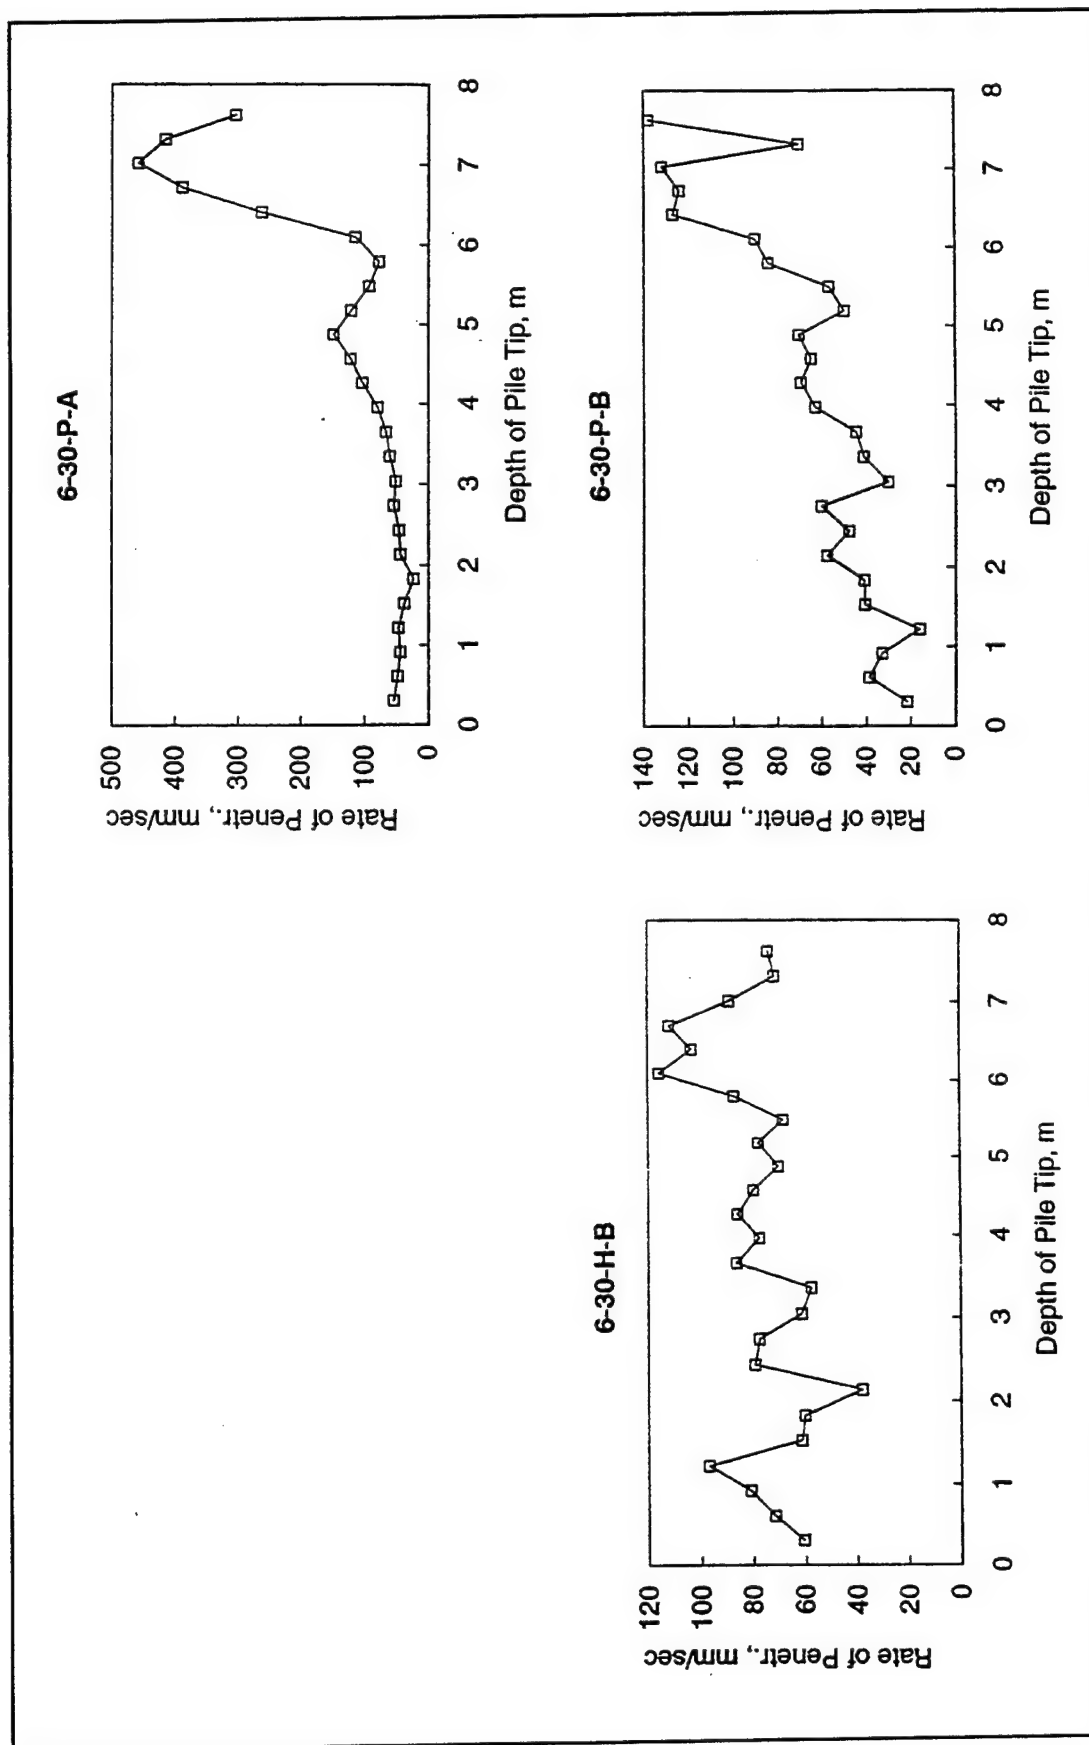 6-30-P-A
Rate of Penetr., mm/sec
500
400
300
200
100
0
0 1 2 3 4 5 6 7 8
Depth of Pile Tip, m
6-30-H-B
Rate of Penetr., mm/sec
120
100
80
60
40
20
0
0 1 2 3 4 5 6 7 8
Depth of Pile Tip, m
6-30-P-B
Rate of Penetr., mm/sec
140
120
100
80
60
40
20
0
0 1 2 3 4 5 6 7 8
Depth of Pile Tip, m